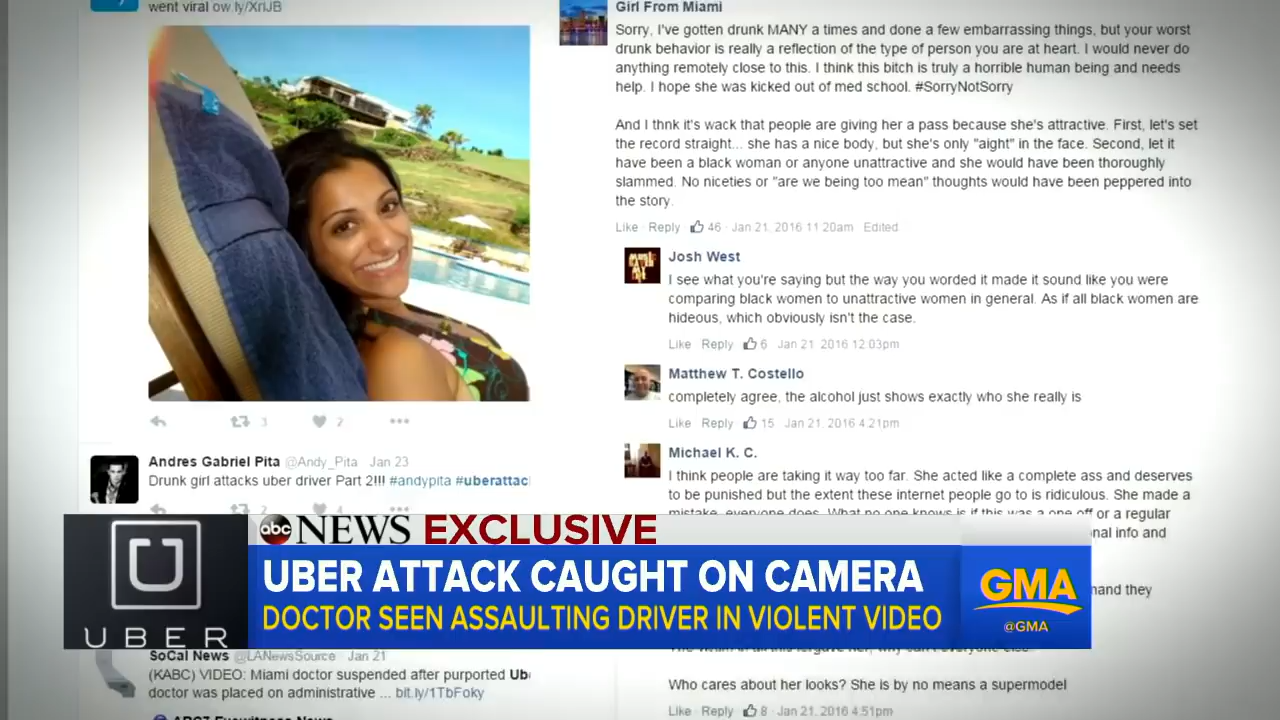 went viral ow.ly/XrIJB
Andres Gabriel Pita @Andy_Pita Jan 23
Drunk girl attacks uber driver Part 2!!! #andypita #uberattac
Girl From Miami
Sorry, I've gotten drunk MANY a times and done a few embarrassing things, but your worst
drunk behavior is really a reflection of the type of person you are at heart. I would never do
anything remotely close to this. I think this bitch is truly a horrible human being and needs
help. I hope she was kicked out of med school. #SorryNotSorry
And I thnk it's wack that people are giving her a pass because she's attractive. First, let's set
the record straight... she has a nice body, but she's only "aight" in the face. Second, let it
have been a black woman or anyone unattractive and she would have been thoroughly
slammed. No niceties or "are we being too mean" thoughts would have been peppered into
the story.
Like · Reply · 46 · Jan 21, 2016 11:20am · Edited
Josh West
I see what you're saying but the way you worded it made it sound like you were
comparing black women to unattractive women in general. As if all black women are
hideous, which obviously isn't the case.
Like · Reply · 6 · Jan 21, 2016 12:03pm
Matthew T. Costello
completely agree, the alcohol just shows exactly who she really is
Like · Reply · 15 · Jan 21, 2016 4:21pm
Michael K. C.
I think people are taking it way too far. She acted like a complete ass and deserves
to be punished but the extent these internet people go to is ridiculous. She made a
mistake, everyone does. What no one knows is if this was a one off or a regular
nal info and
hand they
Who cares about her looks? She is by no means a supermodel
Like · Reply · 8 · Jan 21, 2016 4:51pm
abc NEWS EXCLUSIVE
UBER ATTACK CAUGHT ON CAMERA
DOCTOR SEEN ASSAULTING DRIVER IN VIOLENT VIDEO
GMA
@GMA
UBER
SoCal News @LANewsSource Jan 21
(KABC) VIDEO: Miami doctor suspended after purported Ub
doctor was placed on administrative ... bit.ly/1TbFoky